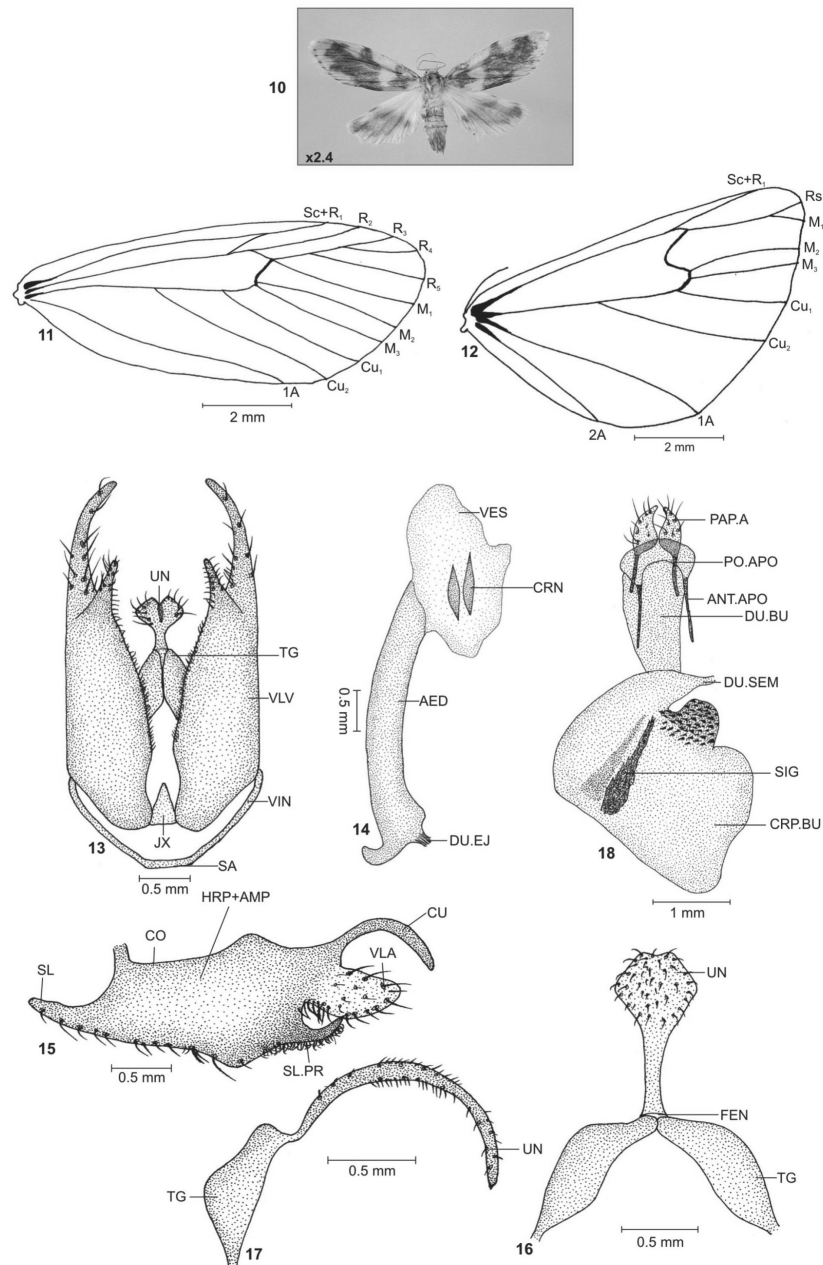 10
x2.4
Sc+R₁
R₂
R₃
R₄
R₅
M₁
M₂
M₃
Cu₁
Cu₂
1A
11
2 mm
Sc+R₁
Rs
M₁
M₂
M₃
Cu₁
Cu₂
1A
2A
12
2 mm
UN
TG
VLV
VIN
JX
SA
13
0.5 mm
VES
CRN
AED
0.5 mm
DU.EJ
14
PAP.A
PO.APO
ANT.APO
DU.BU
DU.SEM
SIG
CRP.BU
18
1 mm
HRP+AMP
CO
SL
CU
VLA
SL.PR
15
0.5 mm
UN
TG
0.5 mm
17
UN
FEN
TG
16
0.5 mm